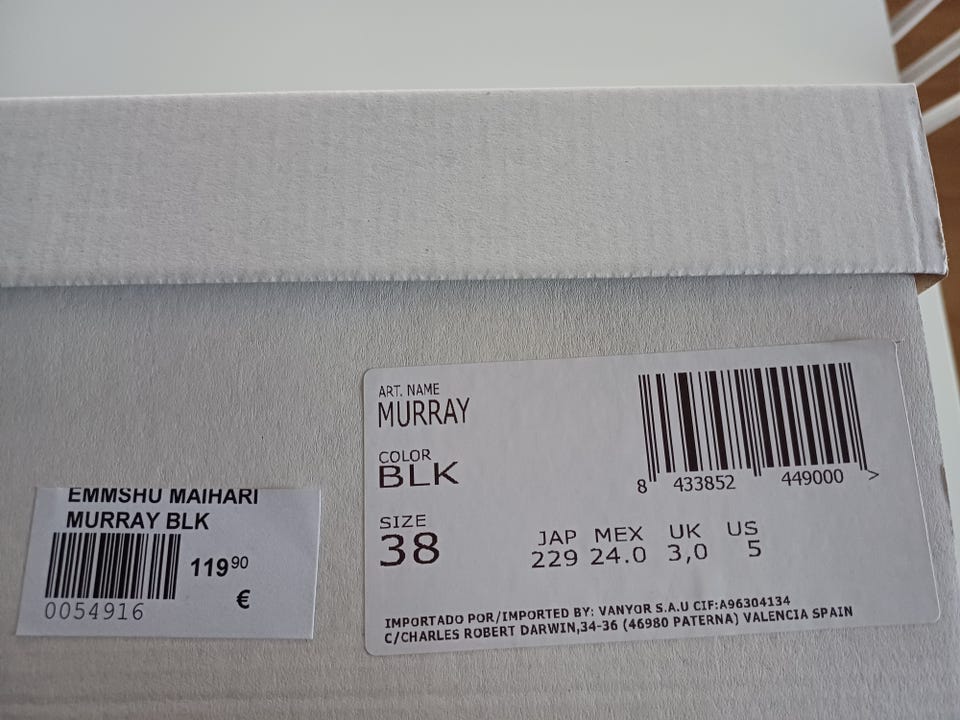 EMMSHU MAIHARI
MURRAY BLK
119 90
€
0054916
ART. NAME
MURRAY
COLOR
BLK
SIZE
38
JAP MEX UK US
229 24.0 3,0 5
8 433852 449000 >
IMPORTADO POR/IMPORTED BY: VANYOR S.A.U CIF:A96304134
C/CHARLES ROBERT DARWIN,34-36 (46980 PATERNA) VALENCIA SPAIN